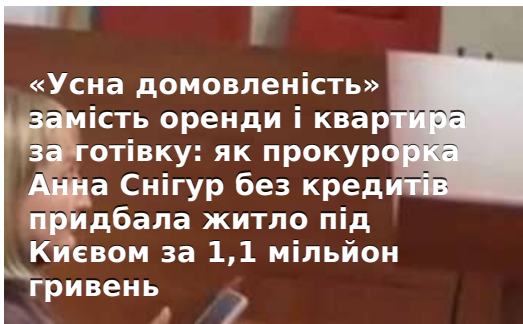 «Усна домовленість»
замість оренди і квартира
за готівку: як прокурорка
Анна Снігур без кредитів
придбала житло під
Києвом за 1,1 мільйон
гривень